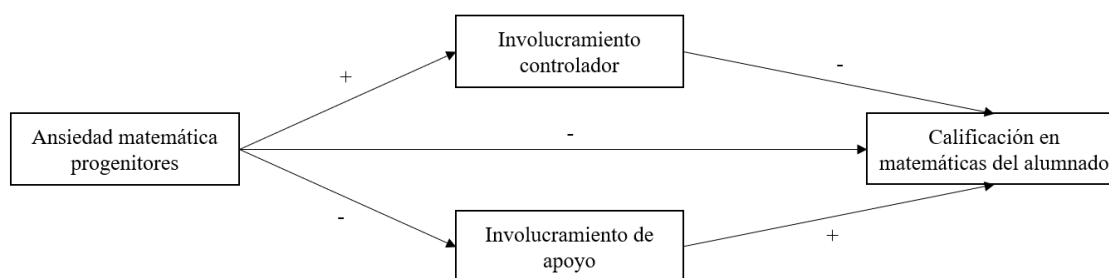 Involucramiento
controlador
+
-
Ansiedad matemática
progenitores
-
Calificación en
matemáticas del alumnado
-
Involucramiento de
apoyo
+